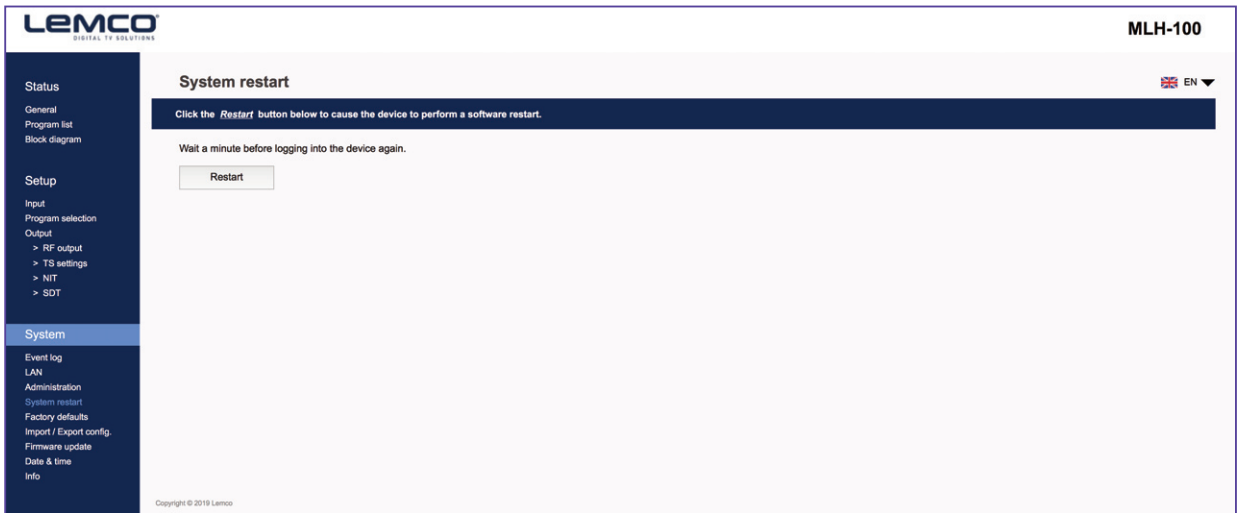 LEMCO
DIGITAL TV SOLUTIONS
MLH-100
Status
General
Program list
Block diagram
Setup
Input
Program selection
Output
> RF output
> TS settings
> NIT
> SDT
System
Event log
LAN
Administration
System restart
Factory defaults
Import / Export config.
Firmware update
Date & time
Info
System restart
EN
Click the Restart button below to cause the device to perform a software restart.
Wait a minute before logging into the device again.
Restart
Copyright © 2019 Lemco